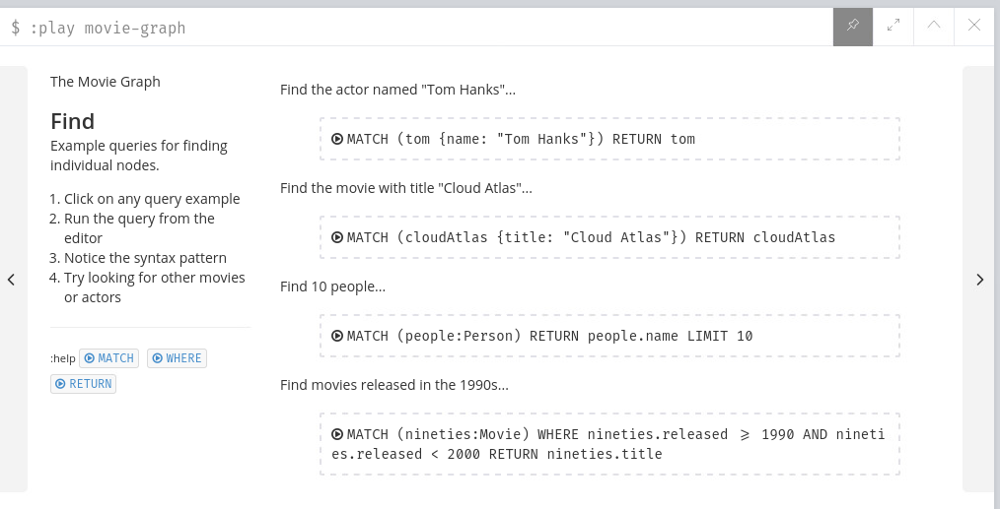 $ :play movie-graph
The Movie Graph
Find
Example queries for finding
individual nodes.
1. Click on any query example
2. Run the query from the
editor
3. Notice the syntax pattern
4. Try looking for other movies
or actors
:help MATCH WHERE
RETURN
Find the actor named "Tom Hanks"...
MATCH (tom {name: "Tom Hanks"}) RETURN tom
Find the movie with title "Cloud Atlas"...
MATCH (cloudAtlas {title: "Cloud Atlas"}) RETURN cloudAtlas
Find 10 people...
MATCH (people:Person) RETURN people.name LIMIT 10
Find movies released in the 1990s...
MATCH (nineties:Movie) WHERE nineties.released ⩾ 1990 AND nineti
es.released < 2000 RETURN nineties.title